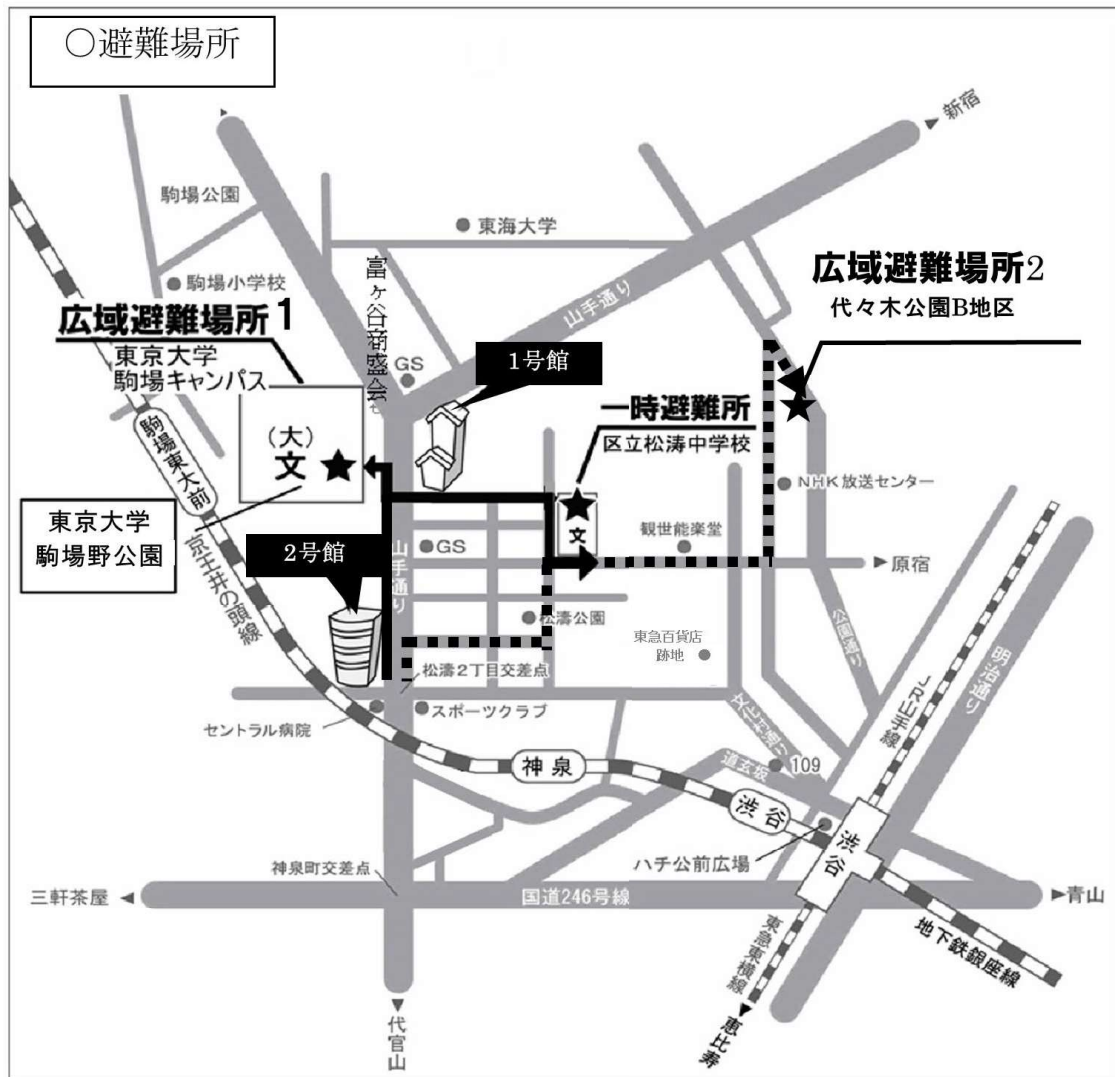 ○避難場所
新宿
駒場公園
東海大学
駒場小学校
富ヶ谷商盛会
山手通り
広域避難場所2
代々木公園B地区
広域避難場所1
東京大学
駒場キャンパス
GS
1号館
一時避難所
区立松涛中学校
(大)
文
駒場東大前
NHK放送センター
文
観世能楽堂
東京大学
駒場野公園
2号館
GS
山手通り
原宿
京王井の頭線
松濤公園
公園通り
東急百貨店
跡地
明治通り
松濤2丁目交差点
JR山手線
スポーツクラブ
セントラル病院
文化村通り
109
道玄坂
神泉
渋谷
渋谷
ハチ公前広場
神泉町交差点
三軒茶屋
国道246号線
青山
東急東横線
地下鉄銀座線
代官山
恵比寿